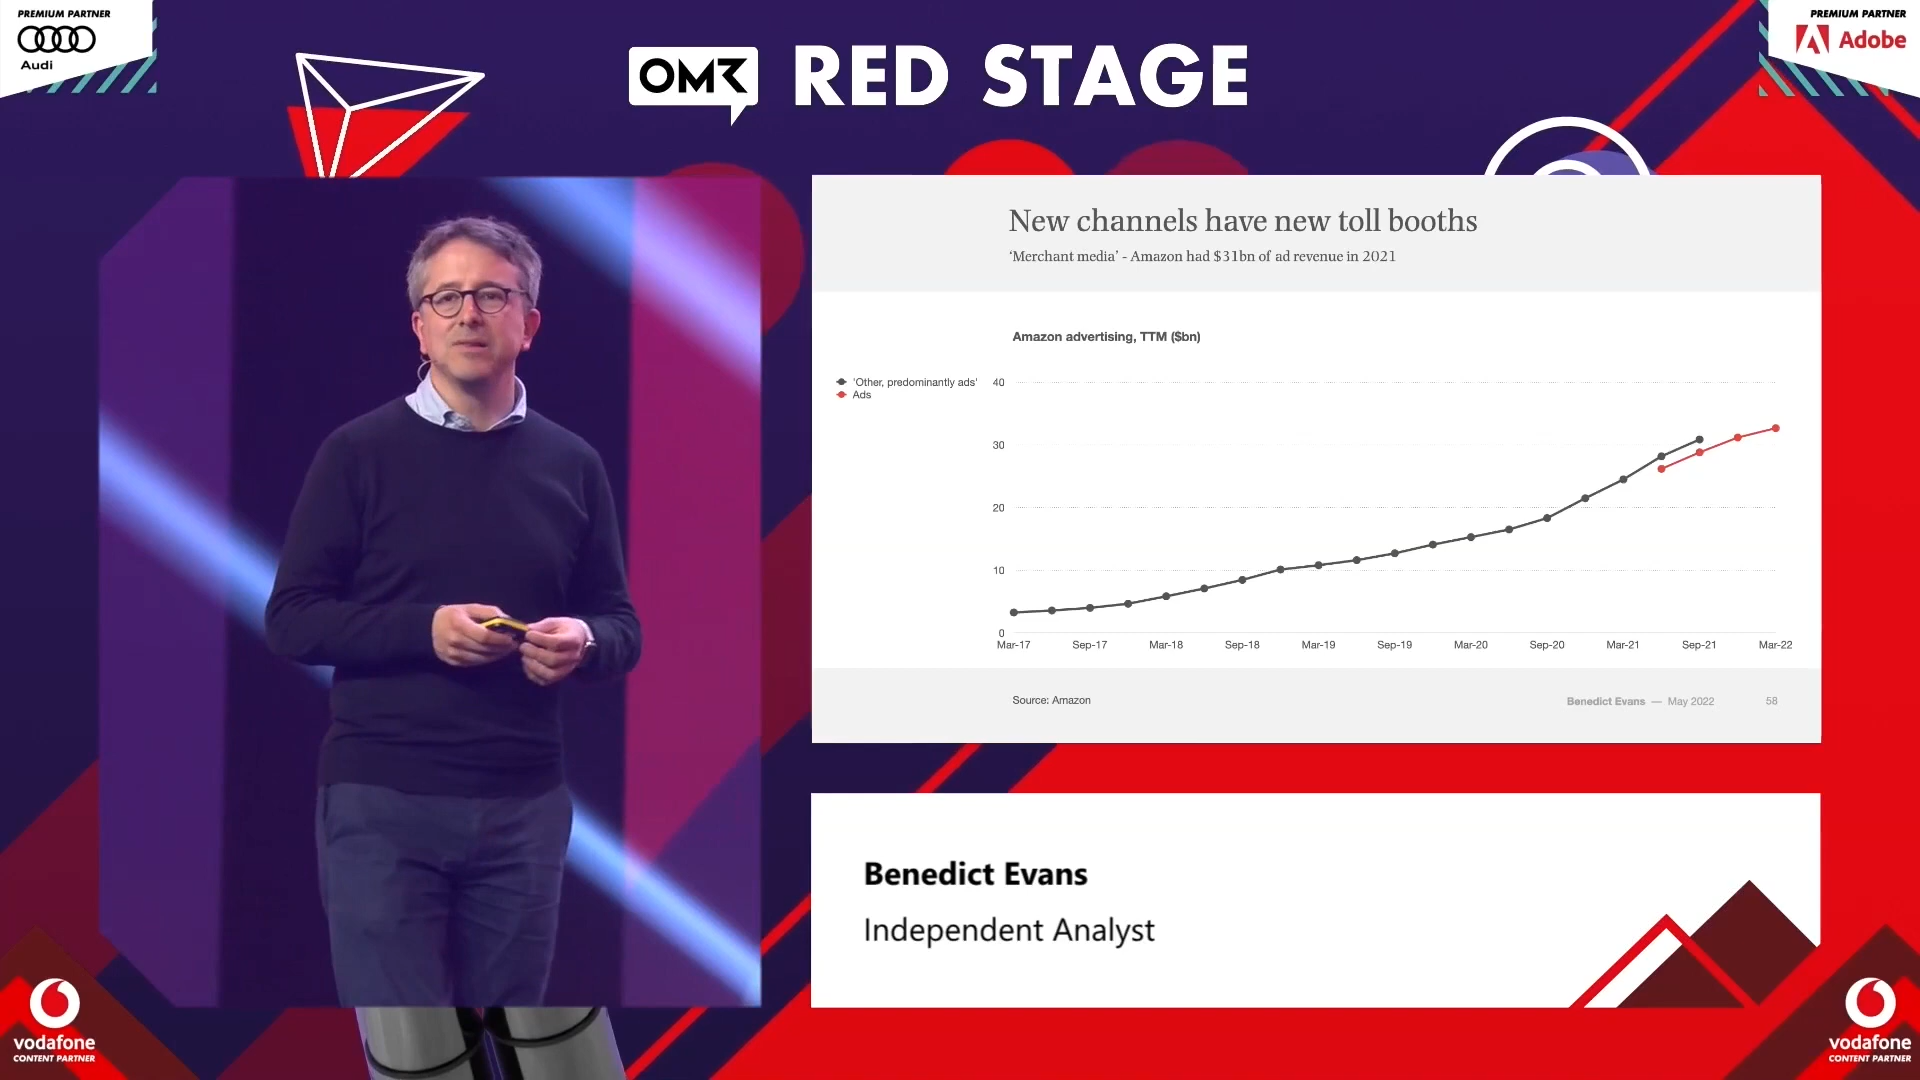 PREMIUM PARTNER
Audi
OMR RED STAGE
PREMIUM PARTNER
Adobe
New channels have new toll booths
‘Merchant media’ - Amazon had $31bn of ad revenue in 2021
Amazon advertising, TTM ($bn)
'Other, predominantly ads'
Ads
40
30
20
10
0
Mar-17 Sep-17 Mar-18 Sep-18 Mar-19 Sep-19 Mar-20 Sep-20 Mar-21 Sep-21 Mar-22
Source: Amazon
Benedict Evans — May 2022 58
Benedict Evans
Independent Analyst
vodafone
CONTENT PARTNER
vodafone
CONTENT PARTNER